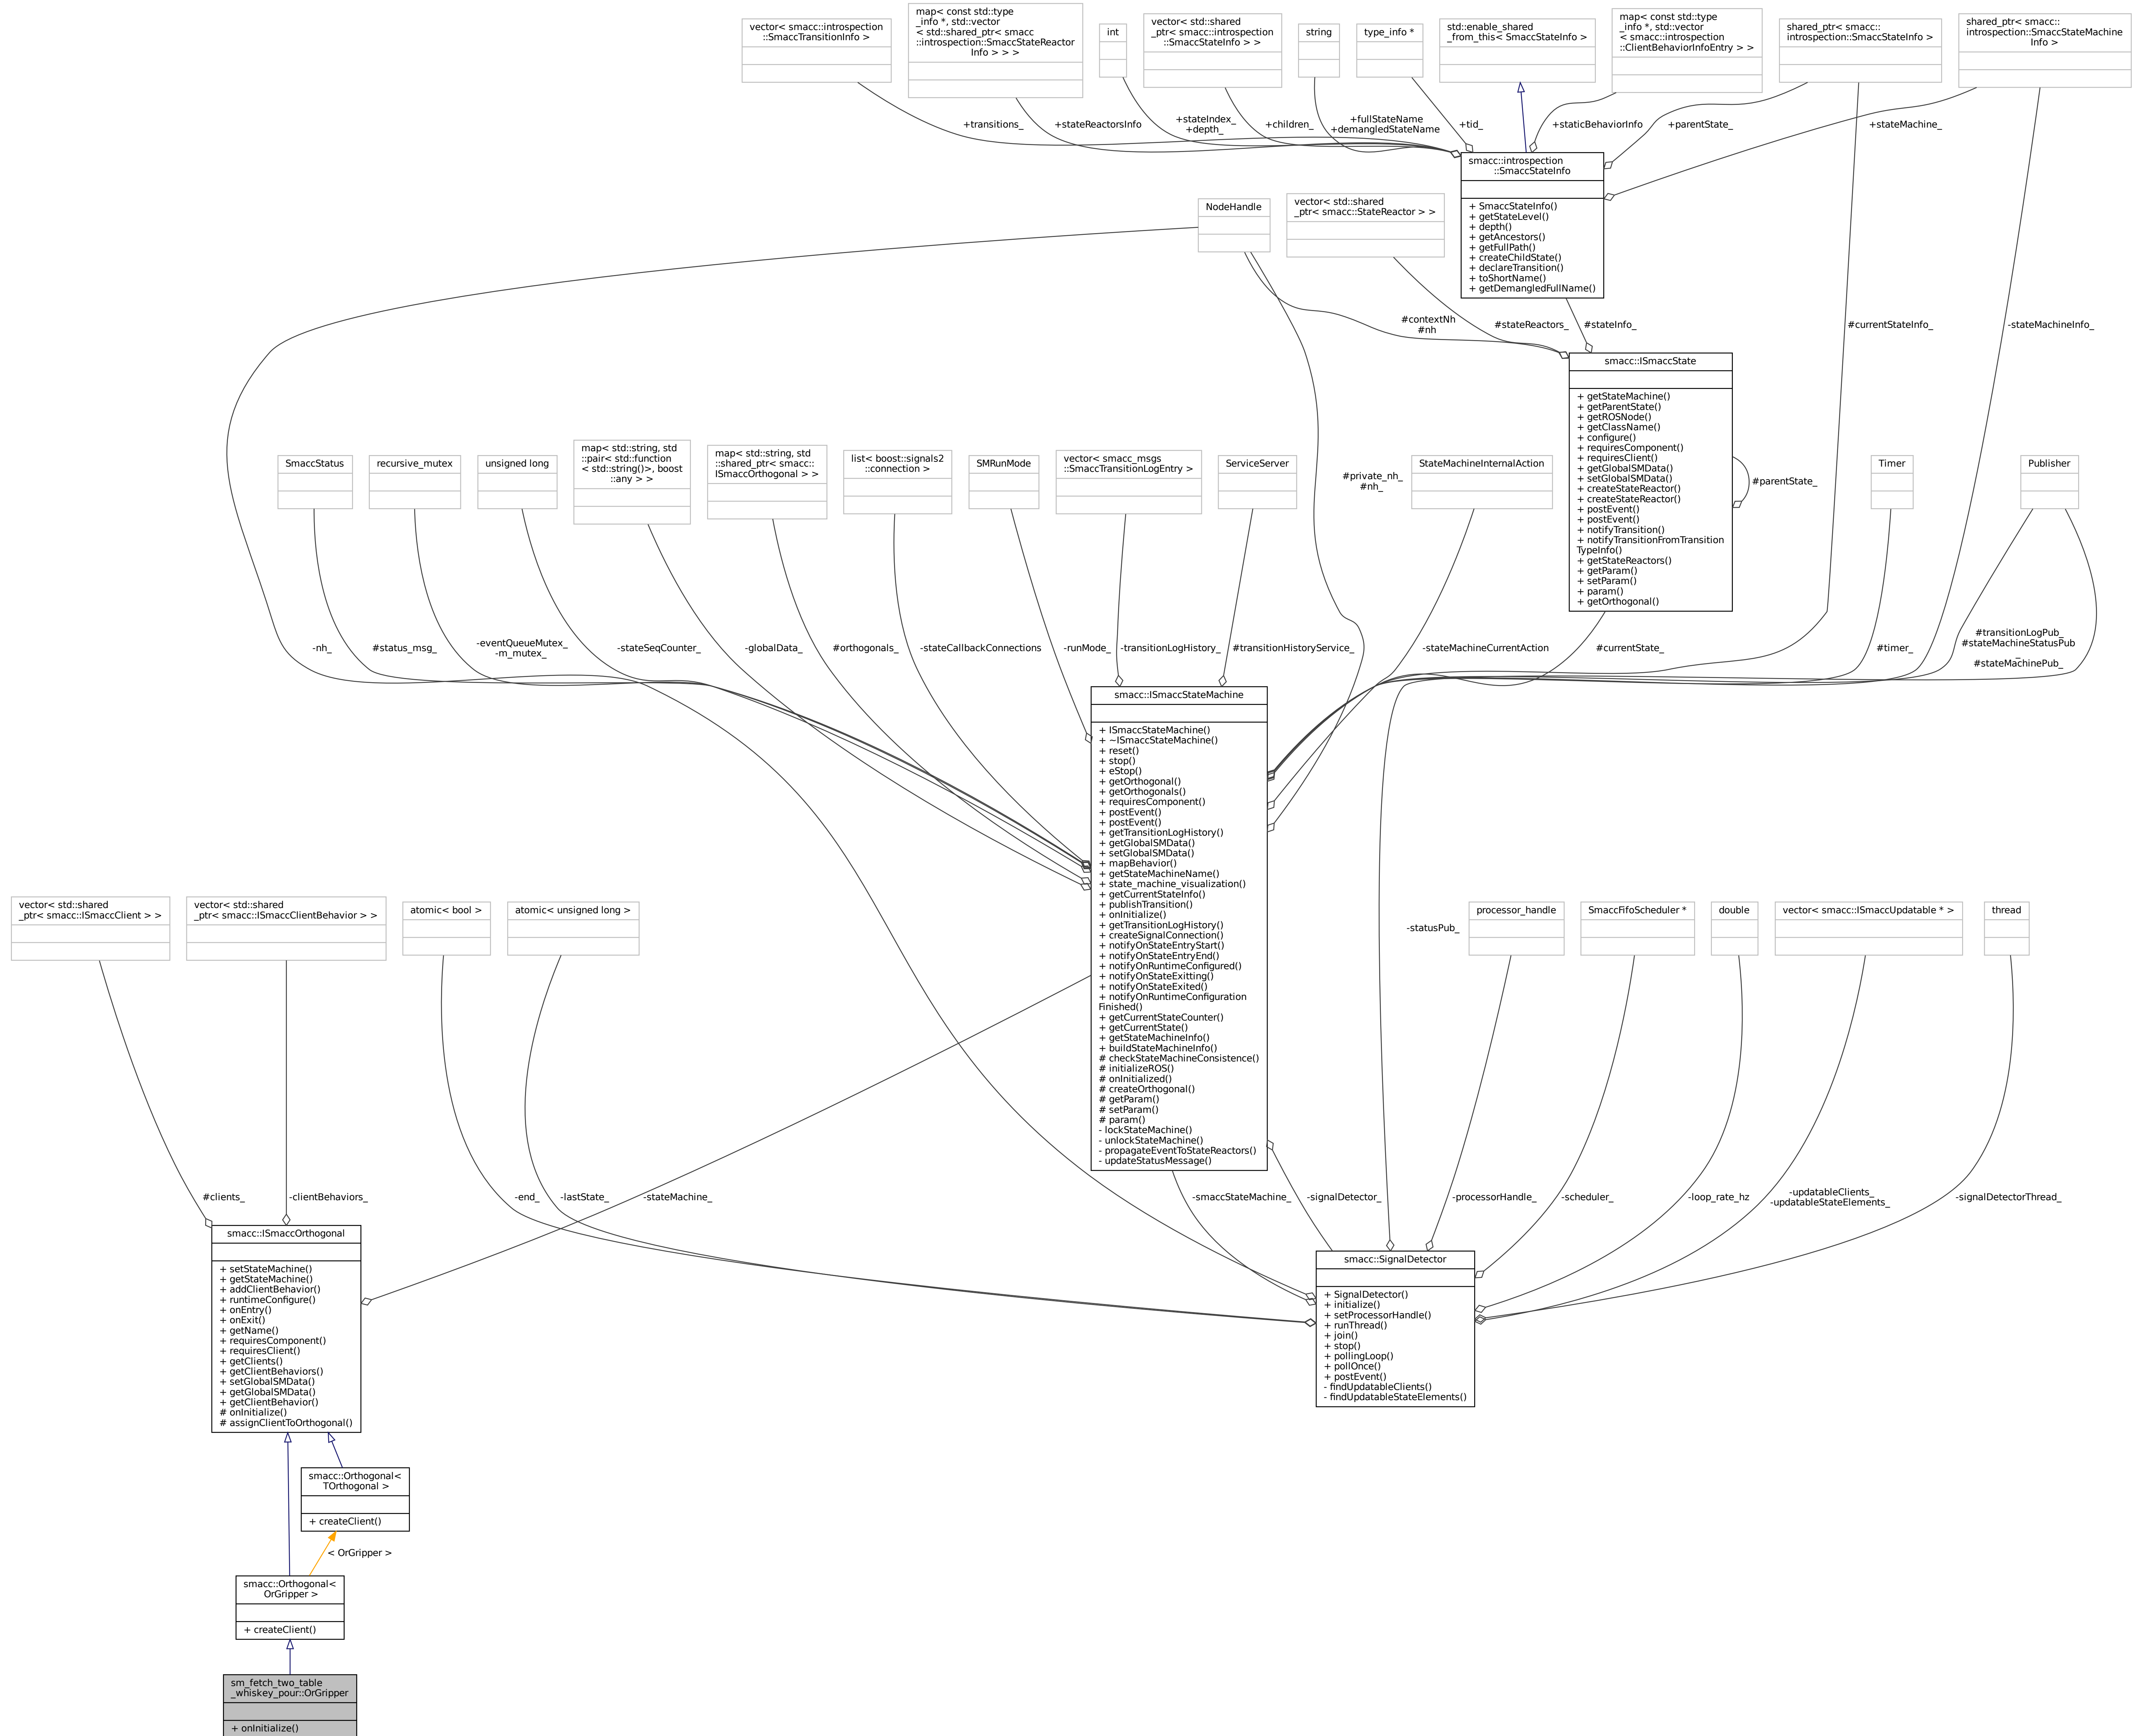 vector< smacc::introspection
::SmaccTransitionInfo >
map< const std::type
_info *, std::vector
< std::shared_ptr< smacc
::introspection::SmaccStateReactor
Info > > >
int
vector< std::shared
_ptr< smacc::introspection
::SmaccStateInfo > >
string
type_info *
std::enable_shared
_from_this< SmaccStateInfo >
map< const std::type
_info *, std::vector
< smacc::introspection
::ClientBehaviorInfoEntry > >
shared_ptr< smacc::
introspection::SmaccStateInfo >
shared_ptr< smacc::
introspection::SmaccStateMachine
Info >
+transitions_
+stateReactorsInfo
+stateIndex_
+depth_
+children_
+fullStateName
+demangledStateName
+tid_
+staticBehaviorInfo
+parentState_
+stateMachine_
smacc::introspection
::SmaccStateInfo
+ SmaccStateInfo()
+ getStateLevel()
+ depth()
+ getAncestors()
+ getFullPath()
+ createChildState()
+ declareTransition()
+ toShortName()
+ getDemangledFullName()
NodeHandle
vector< std::shared
_ptr< smacc::StateReactor > >
#contextNh
#nh
#stateReactors_
#stateInfo_
#currentStateInfo_
-stateMachineInfo_
smacc::ISmaccState
+ getStateMachine()
+ getParentState()
+ getROSNode()
+ getClassName()
+ configure()
+ requiresComponent()
+ requiresClient()
+ getGlobalSMData()
+ setGlobalSMData()
+ createStateReactor()
+ createStateReactor()
+ postEvent()
+ postEvent()
+ notifyTransition()
+ notifyTransitionFromTransition
TypeInfo()
+ getStateReactors()
+ getParam()
+ setParam()
+ param()
+ getOrthogonal()
#parentState_
SmaccStatus
recursive_mutex
unsigned long
map< std::string, std
::pair< std::function
< std::string()>, boost
::any > >
map< std::string, std
::shared_ptr< smacc::
ISmaccOrthogonal > >
list< boost::signals2
::connection >
SMRunMode
vector< smacc_msgs
::SmaccTransitionLogEntry >
ServiceServer
#private_nh_
#nh_
StateMachineInternalAction
Timer
Publisher
-nh_
#status_msg_
-eventQueueMutex_
-m_mutex_
-stateSeqCounter_
-globalData_
#orthogonals_
-stateCallbackConnections
-runMode_
-transitionLogHistory_
#transitionHistoryService_
-stateMachineCurrentAction
#currentState_
#timer_
#transitionLogPub_
#stateMachineStatusPub
_
#stateMachinePub_
smacc::ISmaccStateMachine
+ ISmaccStateMachine()
+ ~ISmaccStateMachine()
+ reset()
+ stop()
+ eStop()
+ getOrthogonal()
+ getOrthogonals()
+ requiresComponent()
+ postEvent()
+ postEvent()
+ getTransitionLogHistory()
+ getGlobalSMData()
+ setGlobalSMData()
+ mapBehavior()
+ getStateMachineName()
+ state_machine_visualization()
+ getCurrentStateInfo()
+ publishTransition()
+ onInitialize()
+ getTransitionLogHistory()
+ createSignalConnection()
+ notifyOnStateEntryStart()
+ notifyOnStateEntryEnd()
+ notifyOnRuntimeConfigured()
+ notifyOnStateExitting()
+ notifyOnStateExited()
+ notifyOnRuntimeConfiguration
Finished()
+ getCurrentStateCounter()
+ getCurrentState()
+ getStateMachineInfo()
+ buildStateMachineInfo()
# checkStateMachineConsistence()
# initializeROS()
# onInitialized()
# createOrthogonal()
# getParam()
# setParam()
# param()
- lockStateMachine()
- unlockStateMachine()
- propagateEventToStateReactors()
- updateStatusMessage()
vector< std::shared
_ptr< smacc::ISmaccClient > >
vector< std::shared
_ptr< smacc::ISmaccClientBehavior > >
atomic< bool >
atomic< unsigned long >
-statusPub_
processor_handle
SmaccFifoScheduler *
double
vector< smacc::ISmaccUpdatable * >
thread
#clients_
-clientBehaviors_
-end_
-lastState_
-stateMachine_
-smaccStateMachine_
-signalDetector_
-processorHandle_
-scheduler_
-loop_rate_hz
-updatableClients_
-updatableStateElements_
-signalDetectorThread_
smacc::ISmaccOrthogonal
+ setStateMachine()
+ getStateMachine()
+ addClientBehavior()
+ runtimeConfigure()
+ onEntry()
+ onExit()
+ getName()
+ requiresComponent()
+ requiresClient()
+ getClients()
+ getClientBehaviors()
+ setGlobalSMData()
+ getGlobalSMData()
+ getClientBehavior()
# onInitialize()
# assignClientToOrthogonal()
smacc::SignalDetector
+ SignalDetector()
+ initialize()
+ setProcessorHandle()
+ runThread()
+ join()
+ stop()
+ pollingLoop()
+ pollOnce()
+ postEvent()
- findUpdatableClients()
- findUpdatableStateElements()
smacc::Orthogonal<
TOrthogonal >
+ createClient()
< OrGripper >
smacc::Orthogonal<
OrGripper >
+ createClient()
sm_fetch_two_table
_whiskey_pour::OrGripper
+ onInitialize()